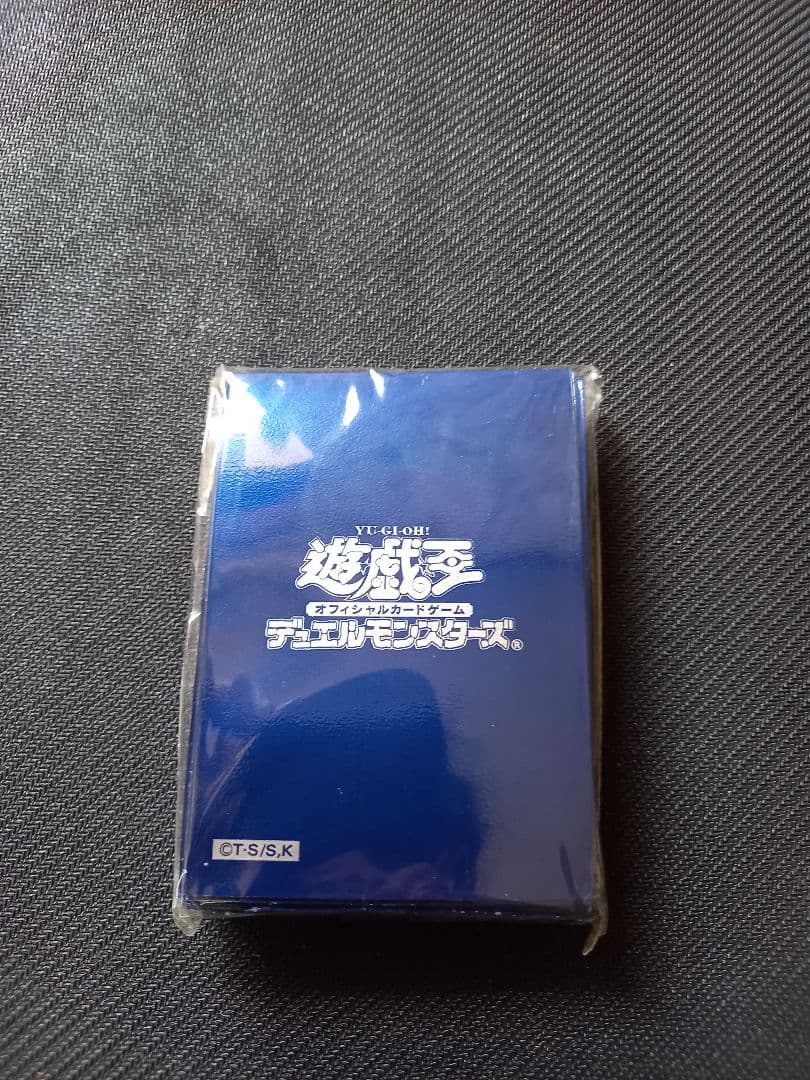 YU-GI-OH!
遊戯王
オフィシャルカードゲーム
デュエルモンスターズ®
©T·S/S,K